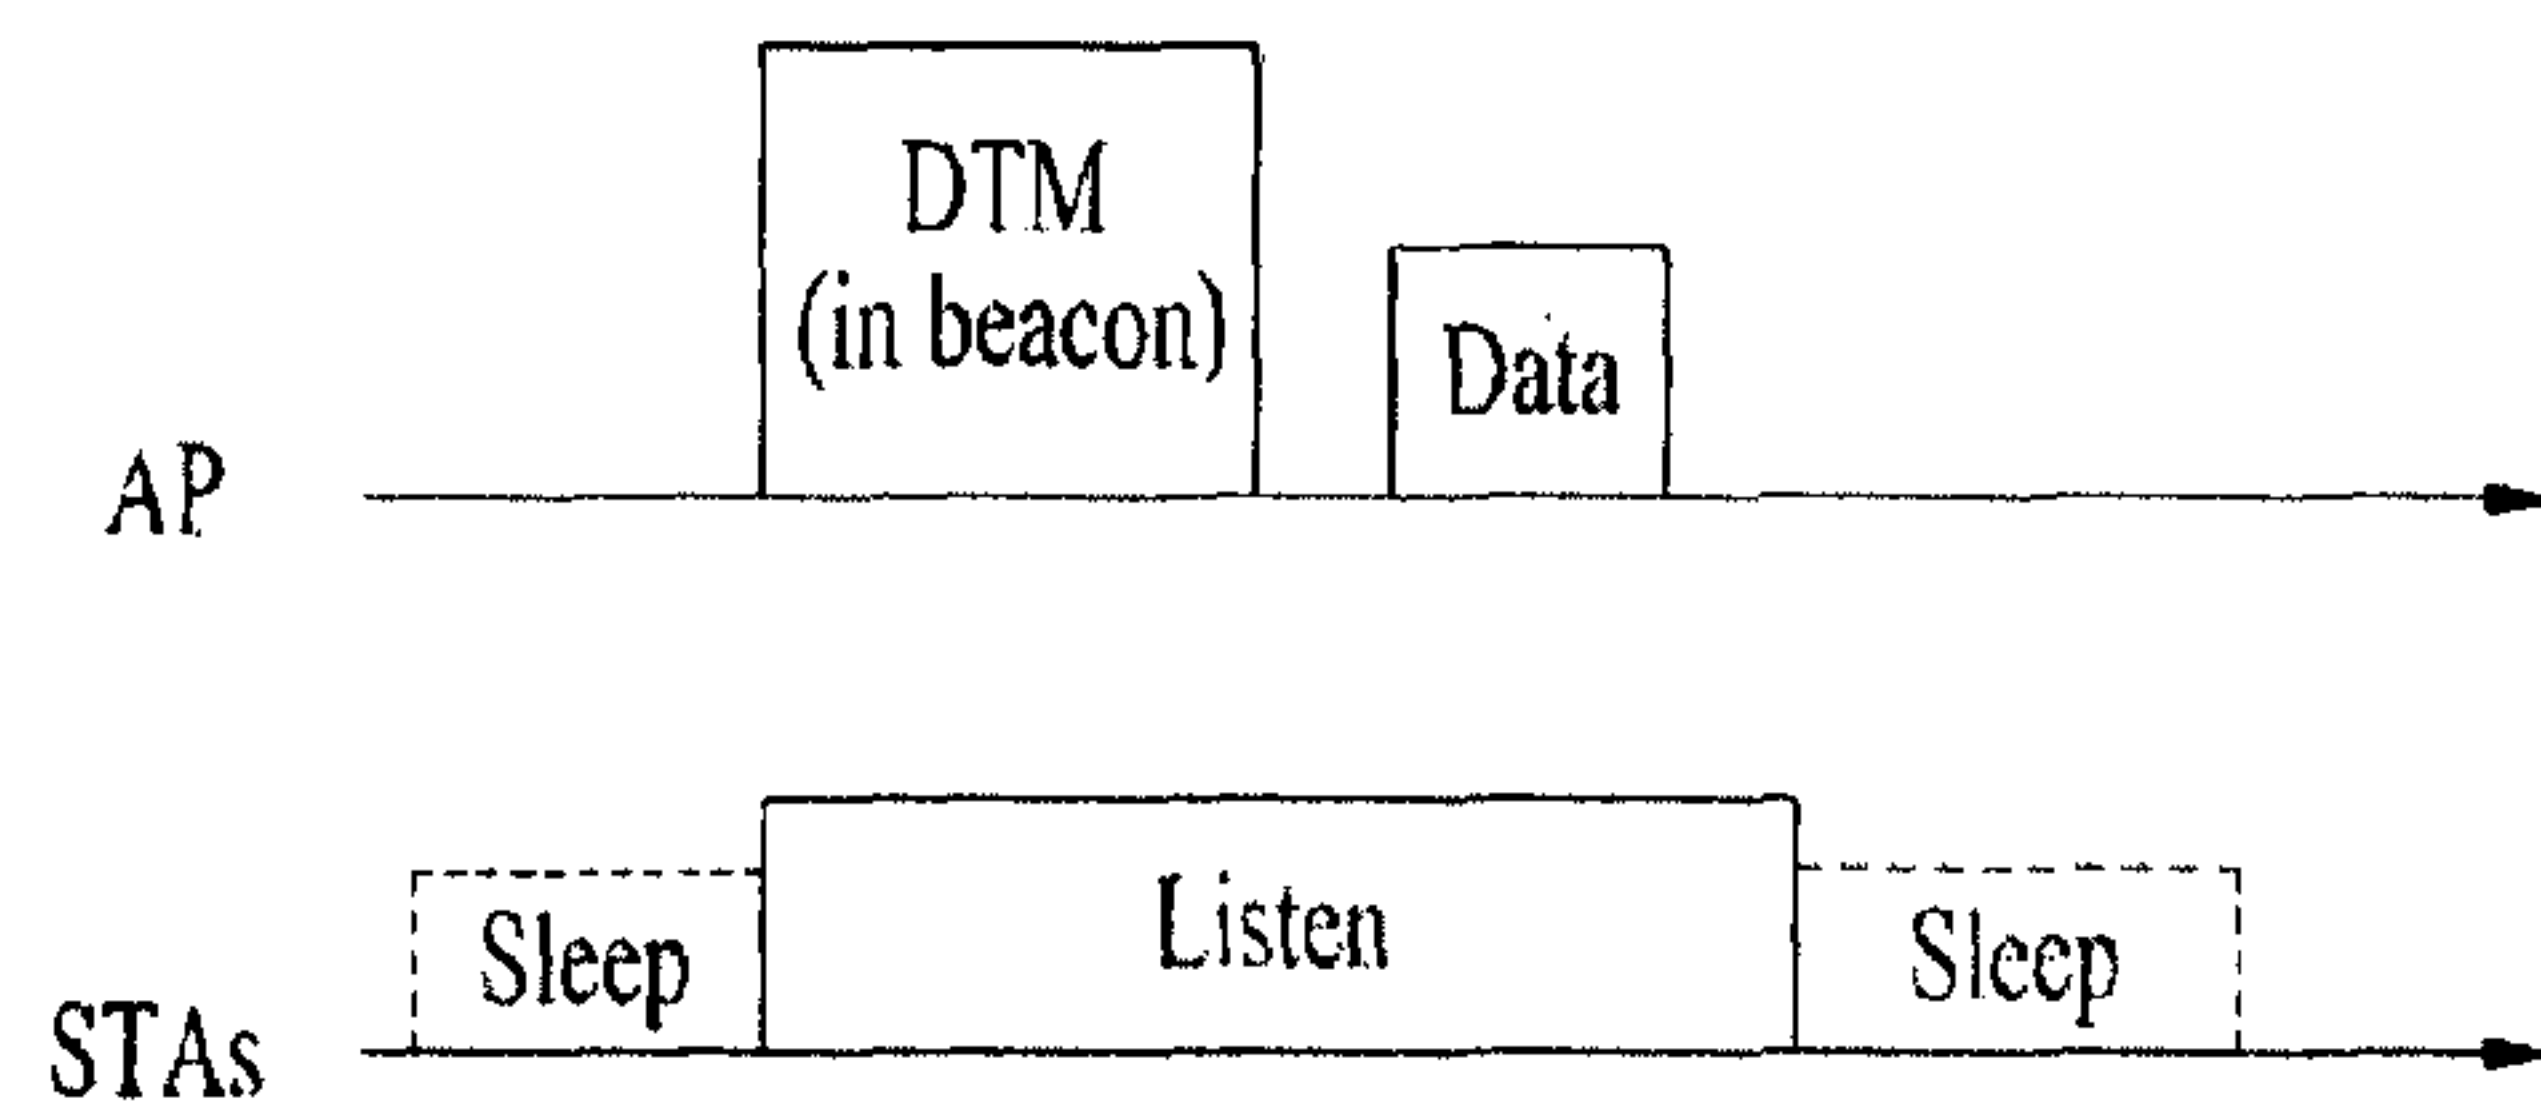 DTM
(in beacon)
Data
AP
Listen
Sleep
Sleep
STAs